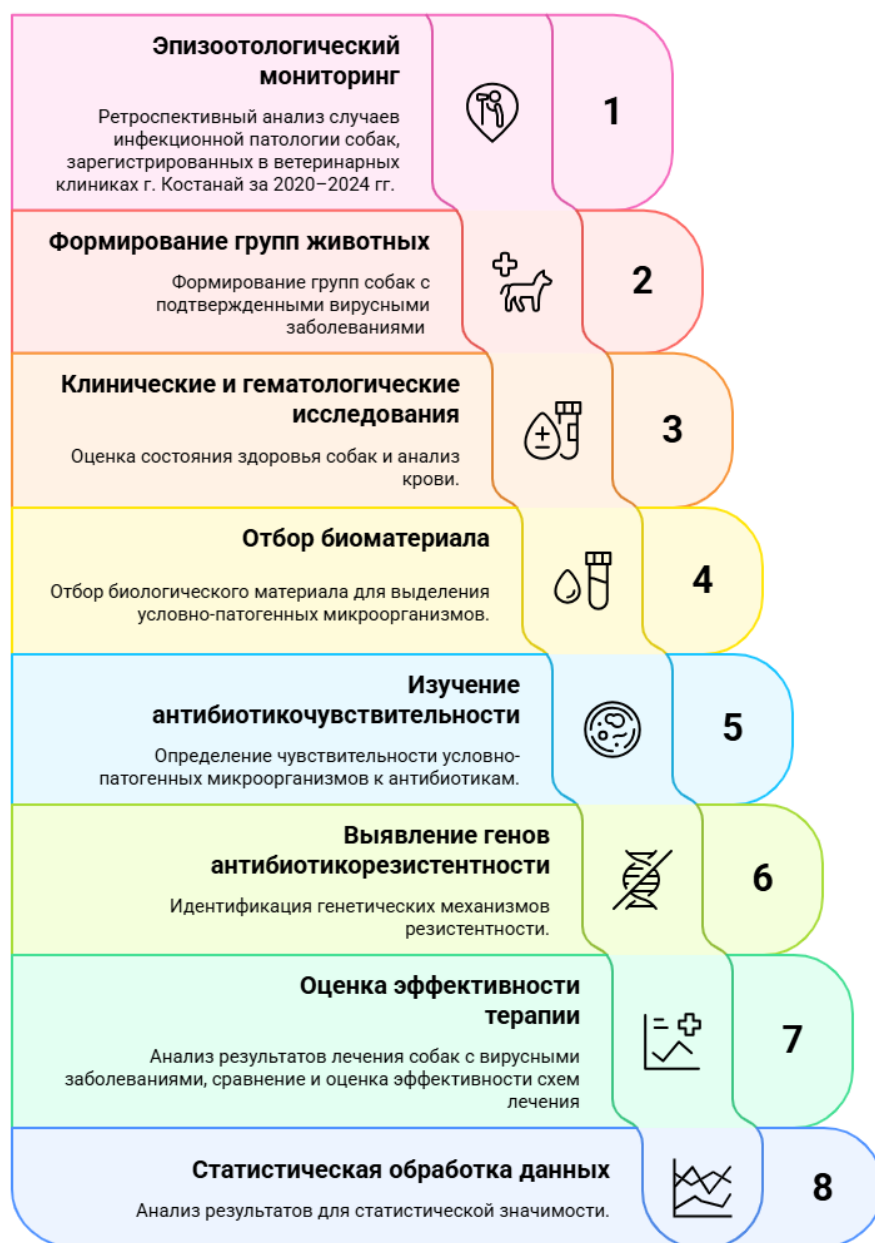 Эпизоотологический
мониторинг
Ретроспективный анализ случаев
инфекционной патологии собак,
зарегистрированных в ветеринарных
клиниках г. Костанай за 2020–2024 гг.
1
Формирование групп животных
Формирование групп собак с
подтвержденными вирусными
заболеваниями
2
Клинические и гематологические
исследования
Оценка состояния здоровья собак и анализ
крови.
3
Отбор биоматериала
Отбор биологического материала для выделения
условно-патогенных микроорганизмов.
4
Изучение
антибиотикочувствительности
Определение чувствительности условно-
патогенных микроорганизмов к антибиотикам.
5
Выявление генов
антибиотикорезистентности
Идентификация генетических механизмов
резистентности.
6
Оценка эффективности
терапии
Анализ результатов лечения собак с вирусными
заболеваниями, сравнение и оценка эффективности схем
лечения
7
Статистическая обработка данных
Анализ результатов для статистической значимости.
8